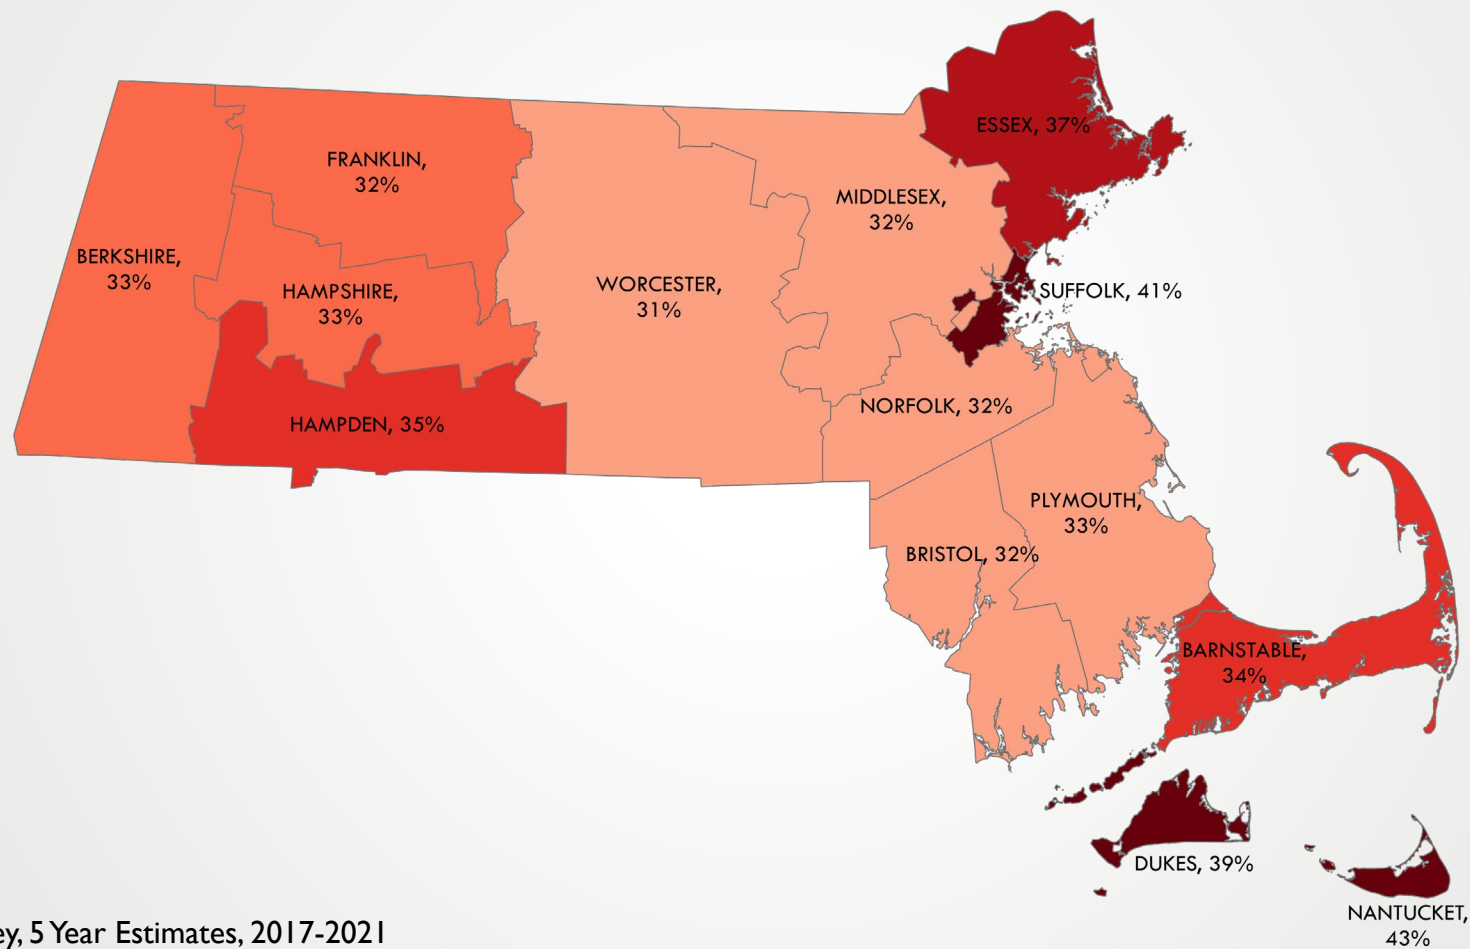 ESSEX, 37%
FRANKLIN,
32%
MIDDLESEX,
32%
BERKSHIRE,
33%
HAMPSHIRE,
33%
WORCESTER,
31%
SUFFOLK, 41%
HAMPDEN, 35%
NORFOLK, 32%
PLYMOUTH,
33%
BRISTOL, 32%
BARNSTABLE,
34%
DUKES, 39%
NANTUCKET,
43%
ey, 5 Year Estimates, 2017-2021